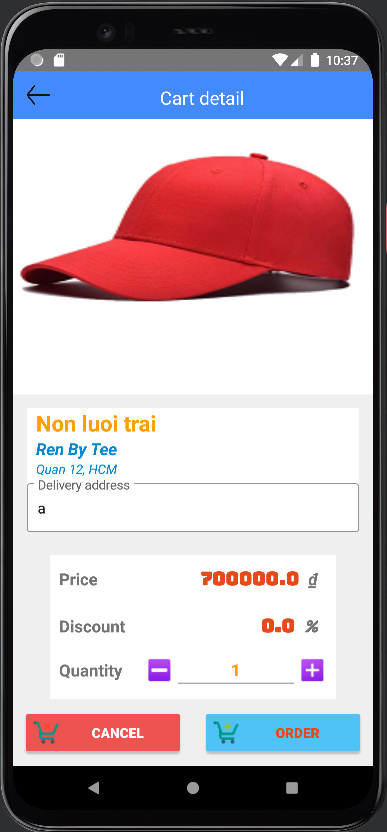 10:37
Cart detail
Non luoi trai
Ren By Tee
Quan 12, HCM
Delivery address
a
Price 700000.0 ₫
Discount 0.0 %
Quantity 1
CANCEL ORDER